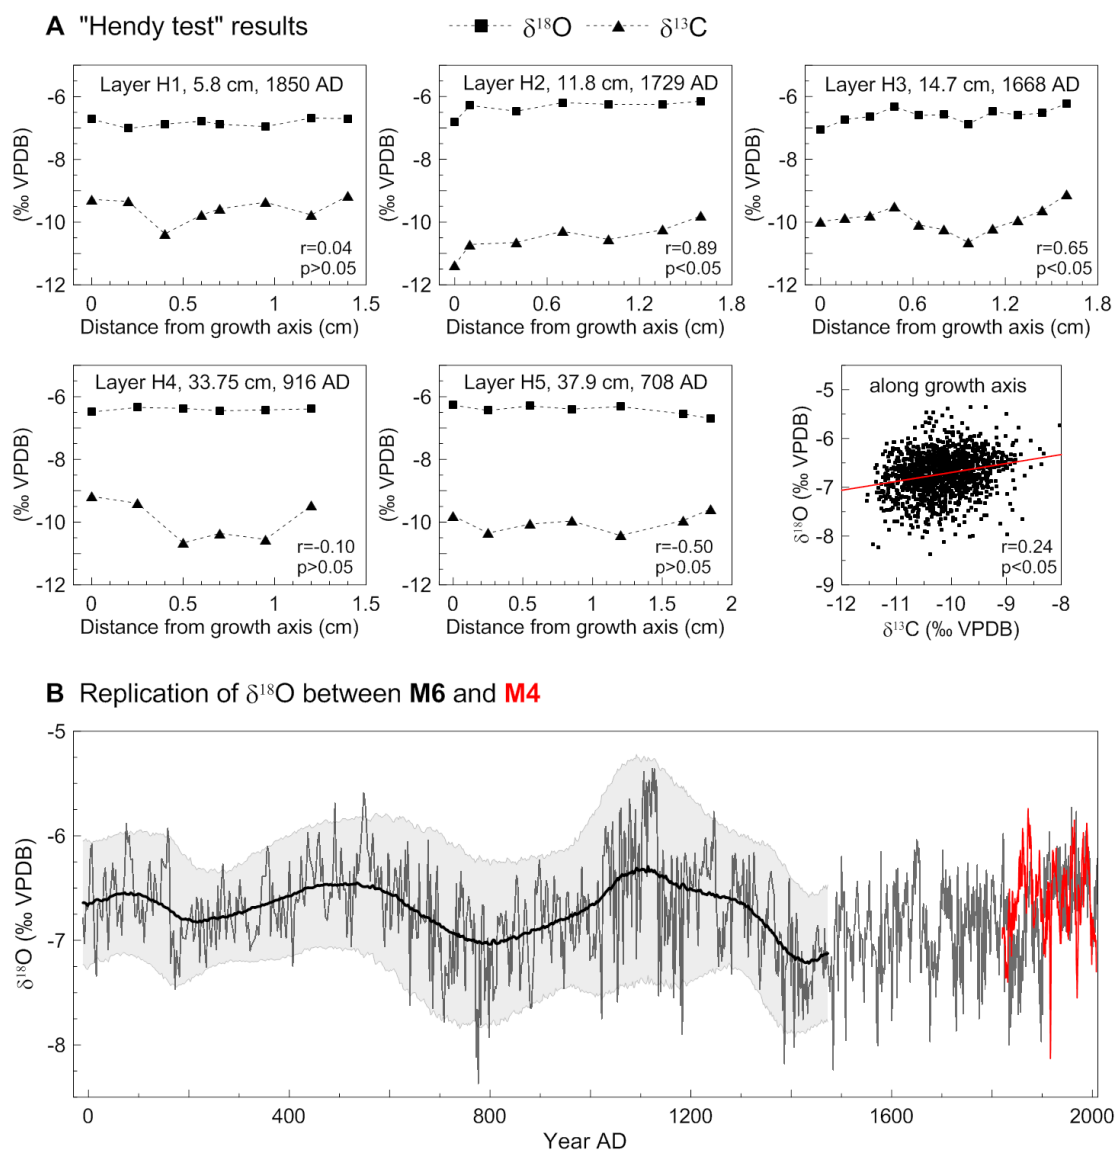 A "Hendy test" results
δ¹⁸O δ¹³C
Layer H1, 5.8 cm, 1850 AD
-6
-8
-10
-12
(‰ VPDB)
(‰ VPDB)
r=0.04
p>0.05
0 0.5 1 1.5
Distance from growth axis (cm)
Layer H2, 11.8 cm, 1729 AD
-6
-8
-10
-12
(‰ VPDB)
(‰ VPDB)
r=0.89
p<0.05
0 0.6 1.2 1.8
Distance from growth axis (cm)
Layer H3, 14.7 cm, 1668 AD
-6
-8
-10
-12
(‰ VPDB)
(‰ VPDB)
r=0.65
p<0.05
0 0.6 1.2 1.8
Distance from growth axis (cm)
Layer H4, 33.75 cm, 916 AD
-6
-8
-10
-12
(‰ VPDB)
(‰ VPDB)
r=-0.10
p>0.05
0 0.5 1 1.5
Distance from growth axis (cm)
Layer H5, 37.9 cm, 708 AD
-6
-8
-10
-12
(‰ VPDB)
(‰ VPDB)
r=-0.50
p>0.05
0 0.5 1 1.5 2
Distance from growth axis (cm)
along growth axis
-5
-6
-7
-8
-9
δ¹⁸O (‰ VPDB)
r=0.24
p<0.05
-12 -11 -10 -9 -8
δ¹³C (‰ VPDB)
B Replication of δ¹⁸O between M6 and M4
-5
-6
-7
-8
δ¹⁸O (‰ VPDB)
0 400 800 1200 1600 2000
Year AD